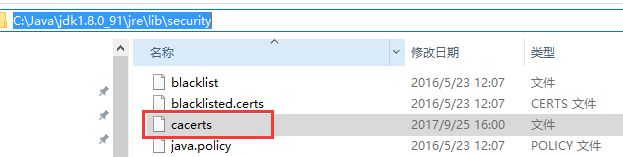 C:\Java\jdk1.8.0_91\jre\lib\security
名称 修改日期 类型
blacklist 2016/5/23 12:07 文件
blacklisted.certs 2016/5/23 12:07 CERTS 文件
cacerts 2017/9/25 16:00 文件
java.policy 2016/5/23 12:07 POLICY 文件